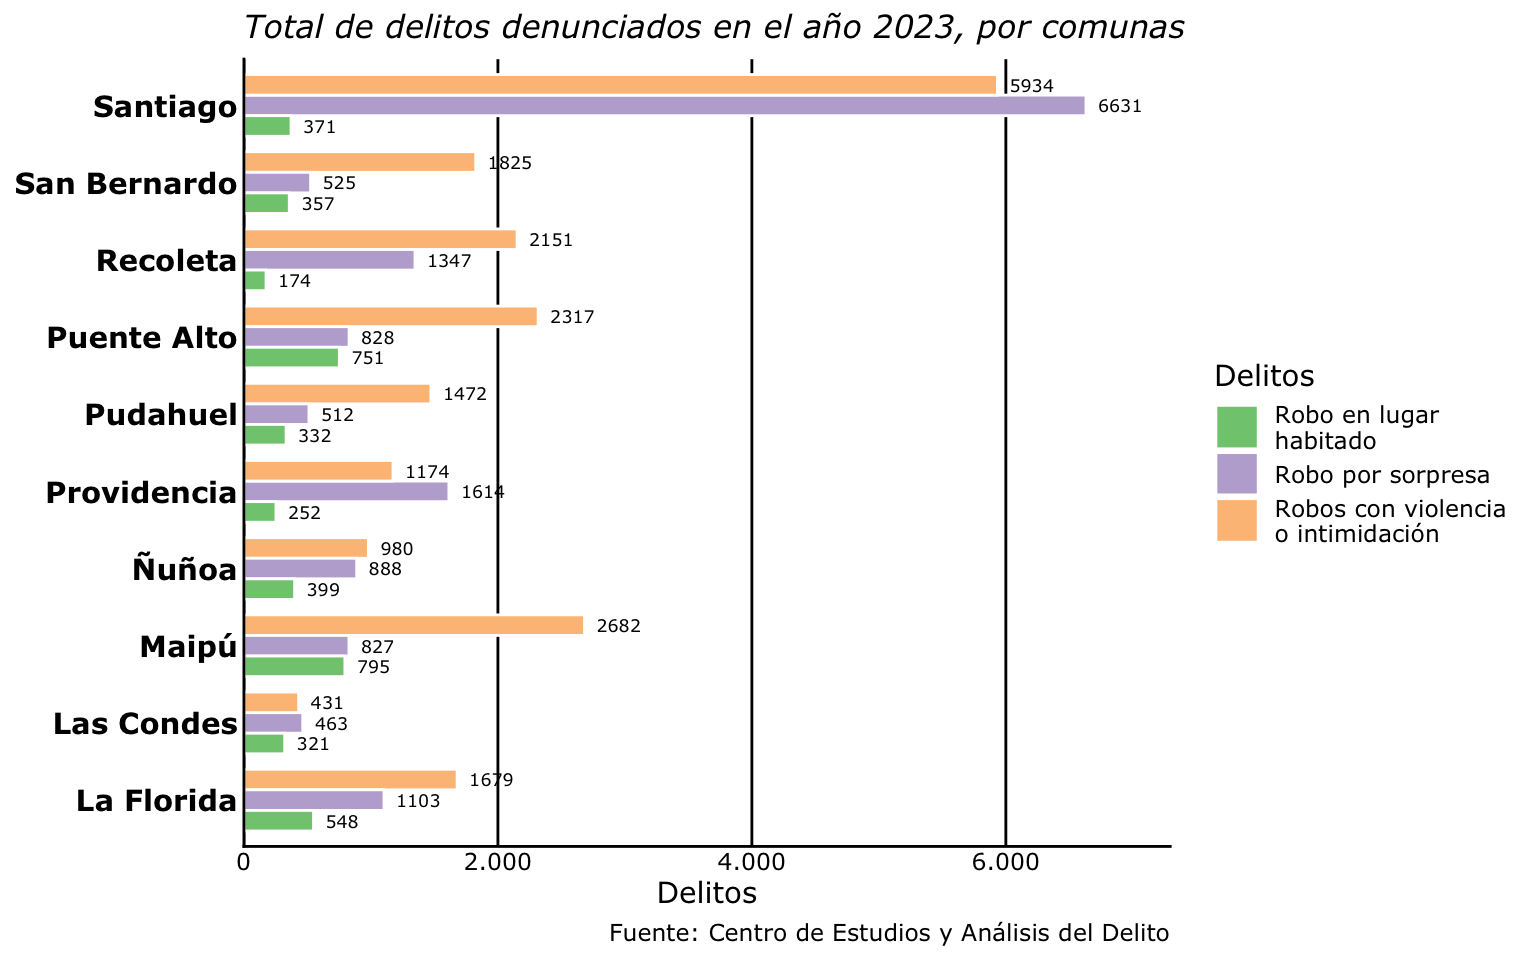 Total de delitos denunciados en el año 2023, por comunas
Santiago
5934
6631
371
San Bernardo
1825
525
357
Recoleta
2151
1347
174
Puente Alto
2317
828
751
Pudahuel
1472
512
332
Providencia
1174
1614
252
Ñuñoa
980
888
399
Maipú
2682
827
795
Las Condes
431
463
321
La Florida
1679
1103
548
0 2.000 4.000 6.000
Delitos
Fuente: Centro de Estudios y Análisis del Delito
Delitos
Robo en lugar
habitado
Robo por sorpresa
Robos con violencia
o intimidación